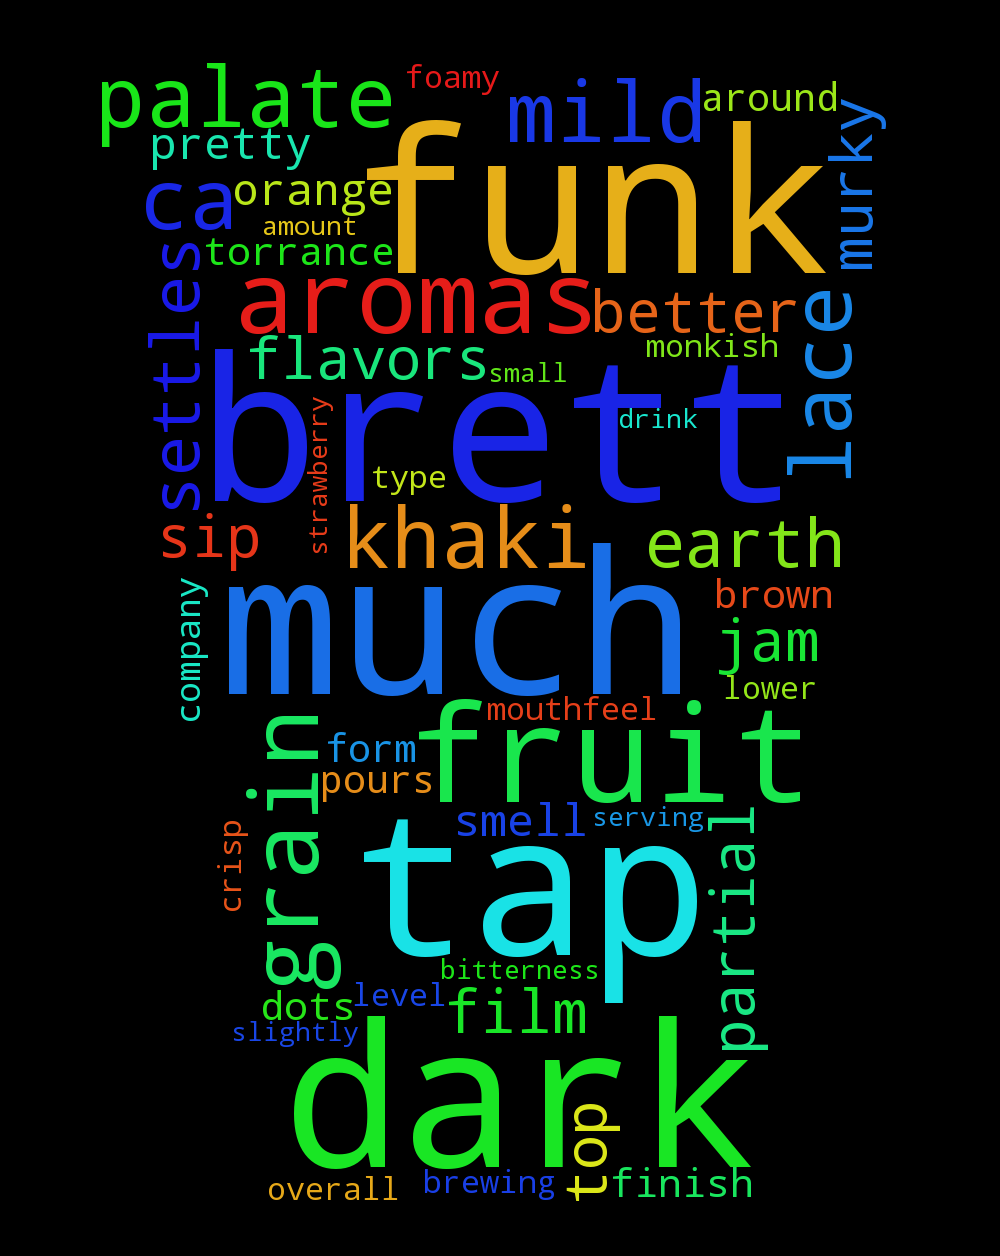 palate
foamy
mild
around
funk
murky
pretty
ca
orange
amount
torrance
settles
aromas
better
lace
flavors
small
monkish
brett
drink
strawberry
type
sip
khaki
earth
much
company
brown
jam
lower
mouthfeel
fruit
grain
form
pours
smell
serving
tap
crisp
partial
bitterness
dots
level
film
slightly
dark
top
overall
brewing
finish